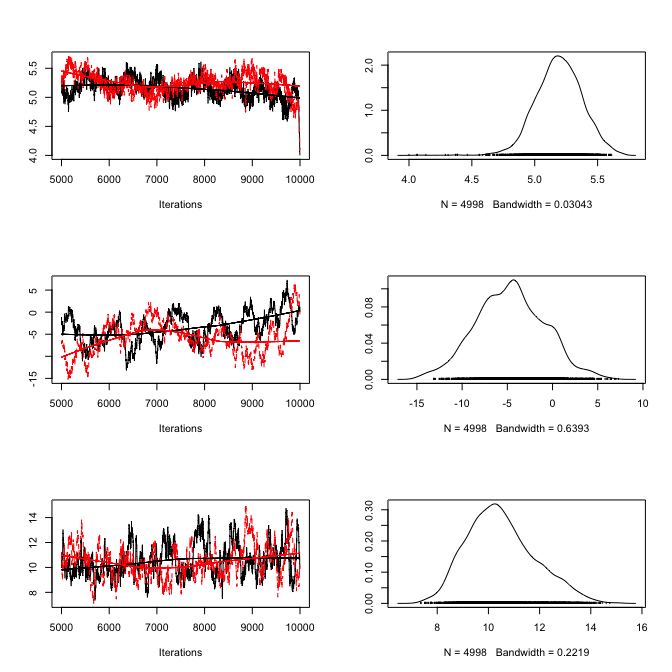 4.0 4.5 5.0 5.5
5000 6000 7000 8000 9000 10000
Iterations
0.0 1.0 2.0
4.0 4.5 5.0 5.5
N = 4998 Bandwidth = 0.03043
-15 -5 0 5
5000 6000 7000 8000 9000 10000
Iterations
0.00 0.04 0.08
-15 -10 -5 0 5 10
N = 4998 Bandwidth = 0.6393
8 10 12 14
5000 6000 7000 8000 9000 10000
Iterations
0.00 0.10 0.20 0.30
8 10 12 14 16
N = 4998 Bandwidth = 0.2219